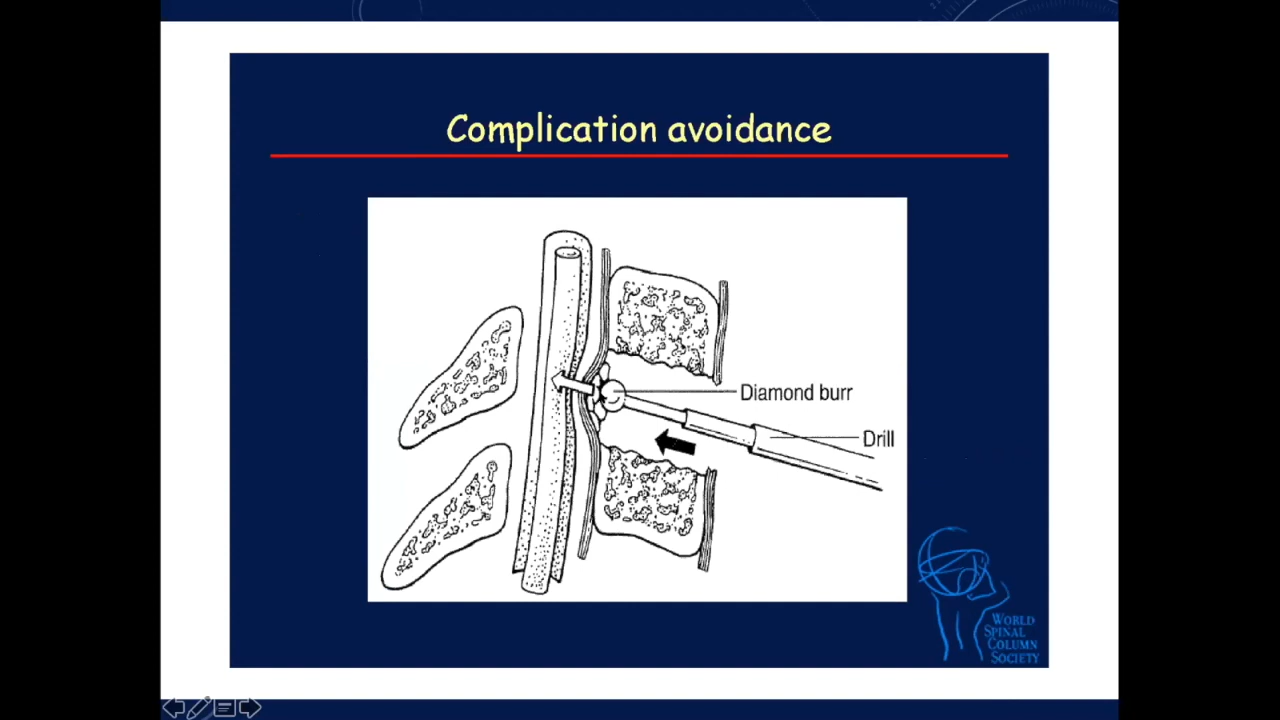 Complication avoidance
Diamond burr
Drill
WORLD
SPINAL
COLUMN
SOCIETY